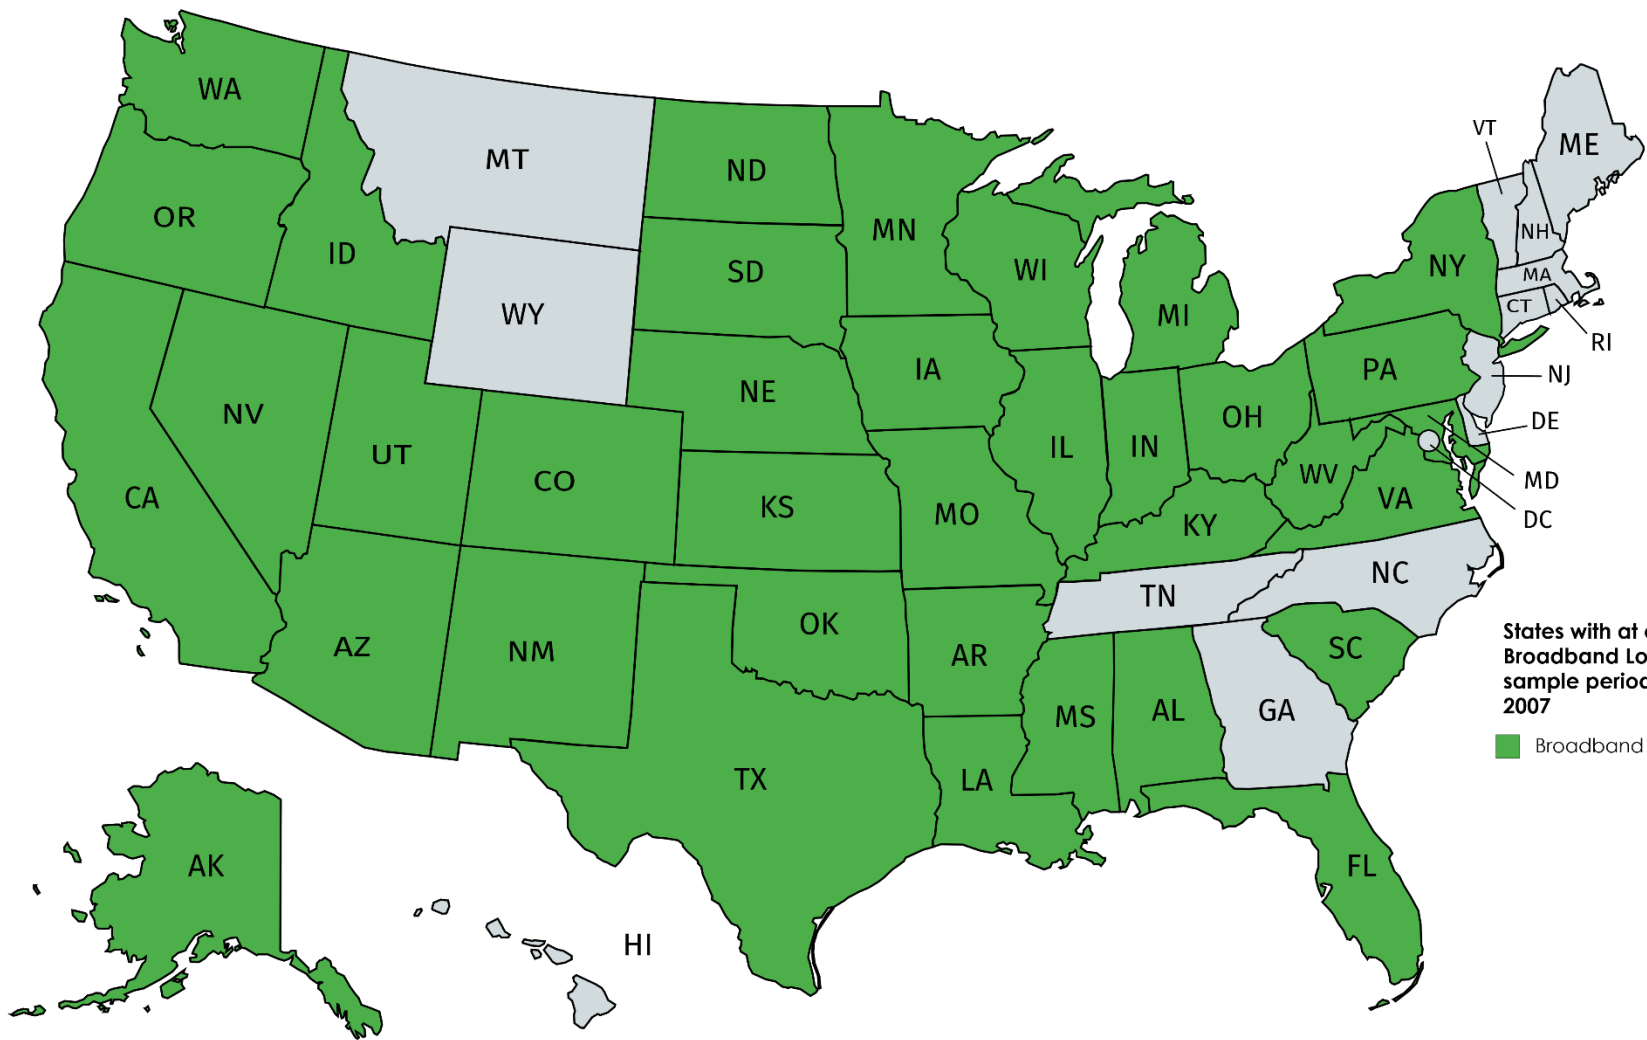 WA
MT
ND
MN
VT
ME
OR
ID
SD
WI
NY
NH
MA
CT
RI
WY
MI
NJ
NE
IA
PA
DE
NV
UT
CO
IL
IN
OH
MD
CA
KS
MO
WV
VA
DC
KY
TN
NC
AZ
NM
OK
AR
SC
MS
AL
GA
TX
LA
FL
AK
HI
States with at
Broadband
sample period
2007
Broadband